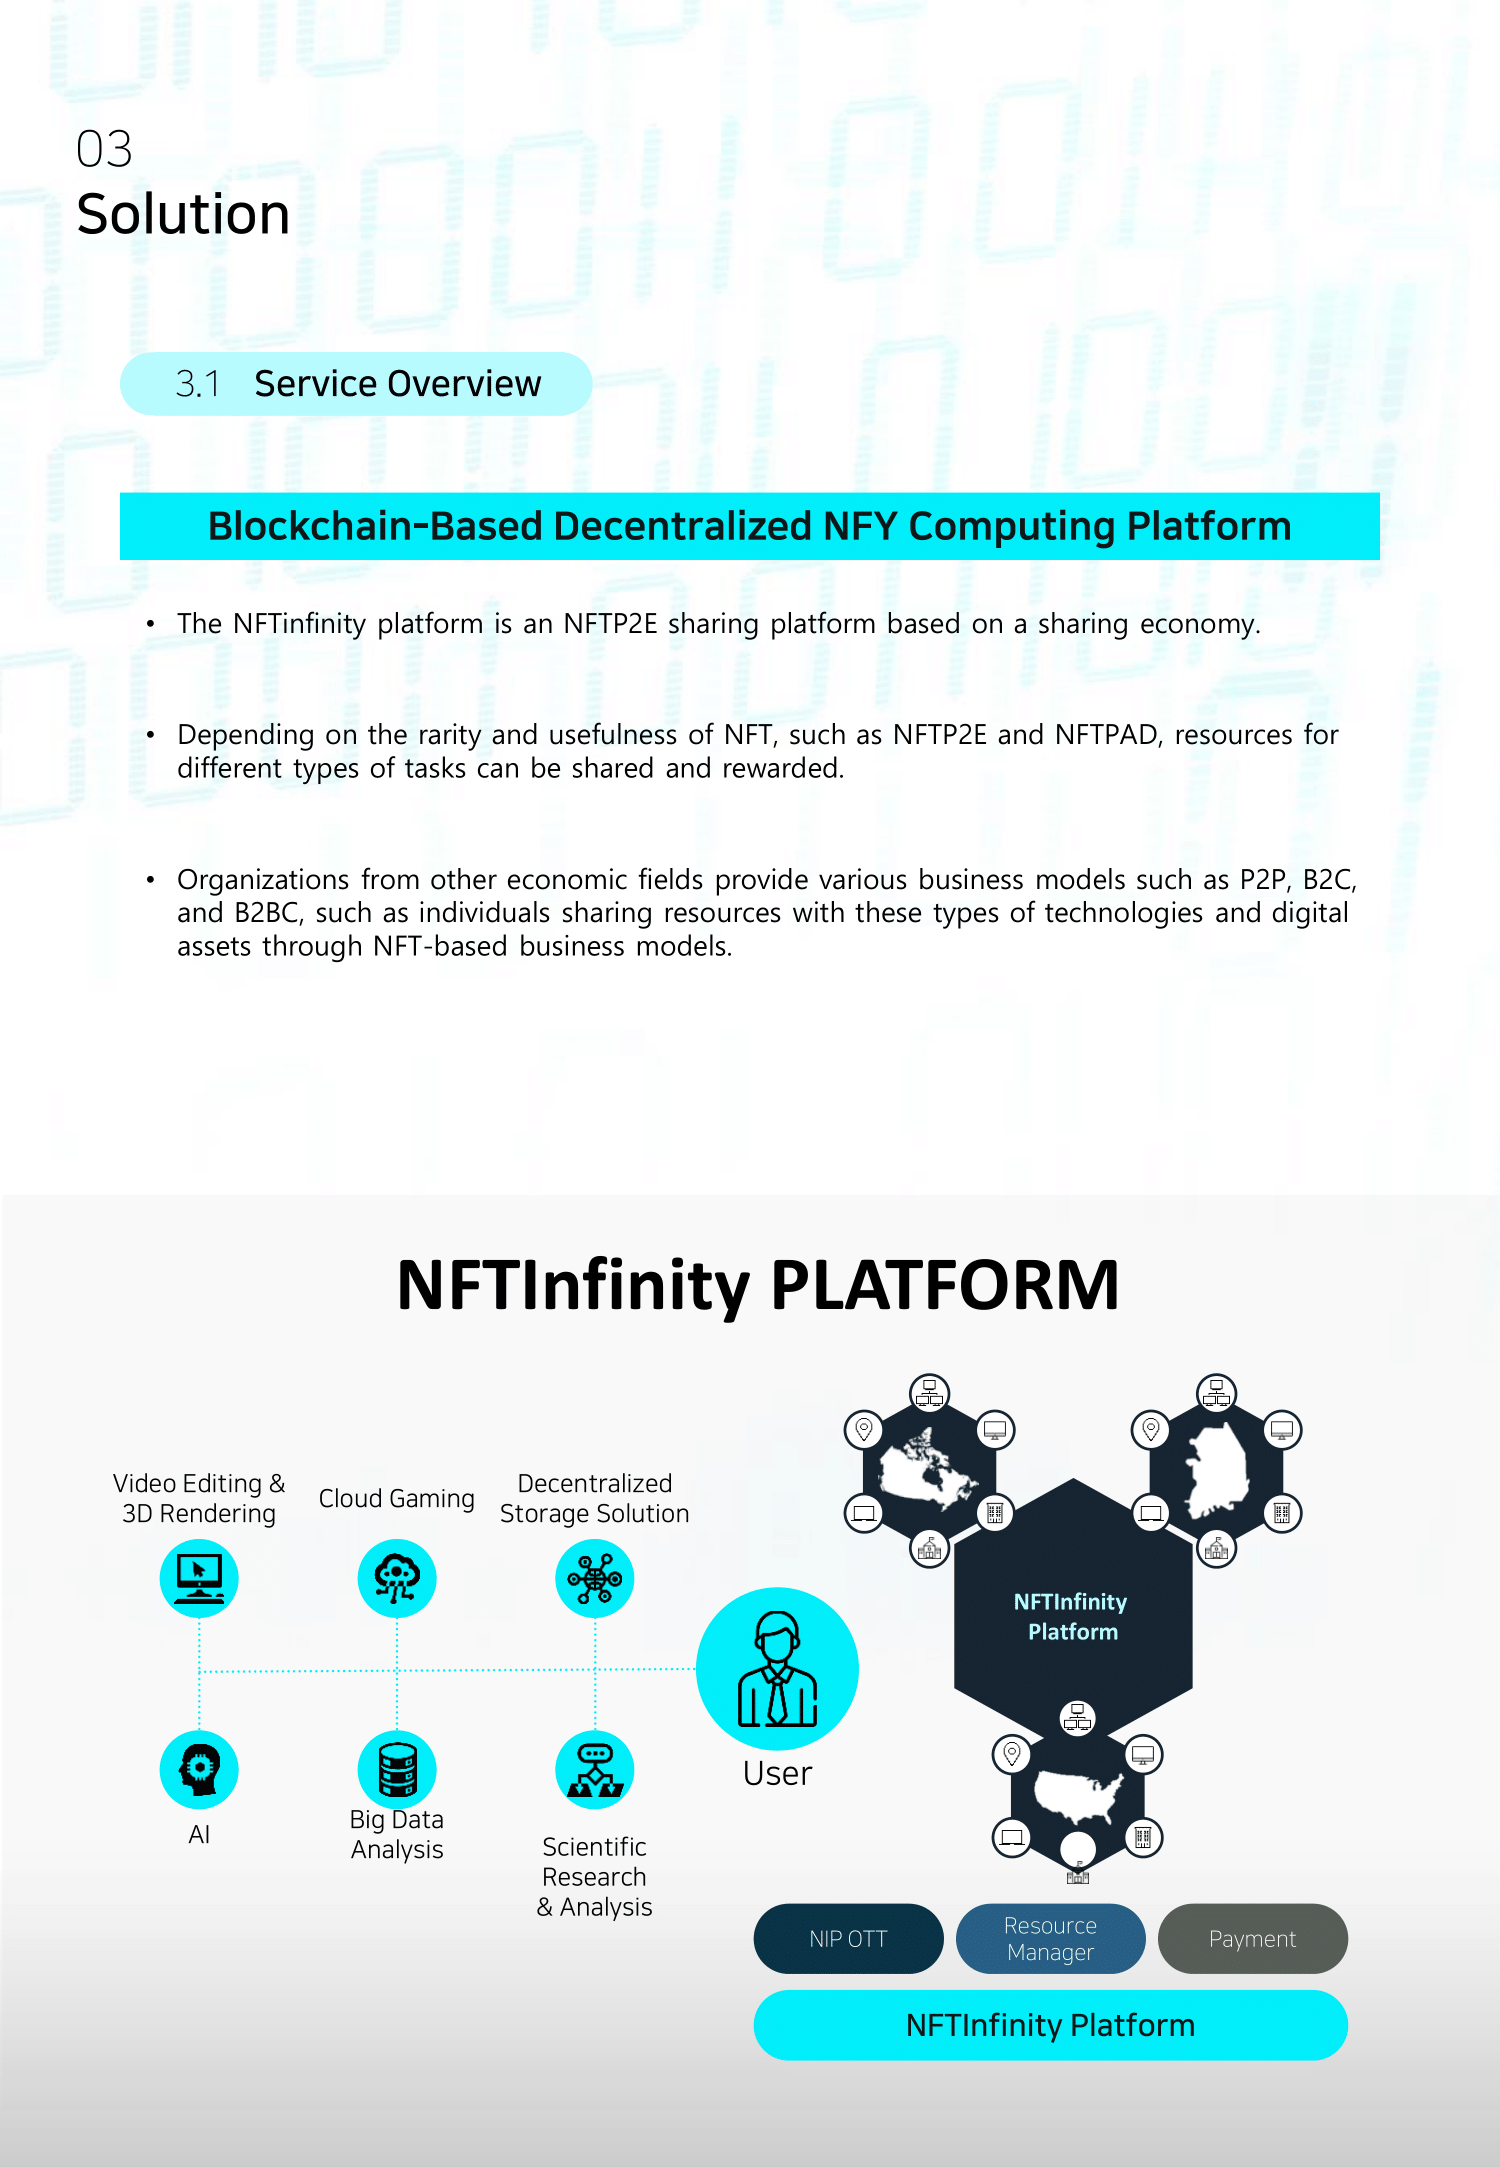 03
Solution
3.1 Service Overview
Blockchain-Based Decentralized NFY Computing Platform
• The NFTinfinity platform is an NFTP2E sharing platform based on a sharing economy.
• Depending on the rarity and usefulness of NFT, such as NFTP2E and NFTPAD, resources for
different types of tasks can be shared and rewarded.
• Organizations from other economic fields provide various business models such as P2P, B2C,
and B2BC, such as individuals sharing resources with these types of technologies and digital
assets through NFT-based business models.
NFTInfinity PLATFORM
Video Editing &
3D Rendering
Cloud Gaming
Decentralized
Storage Solution
AI
Big Data
Analysis
Scientific
Research
& Analysis
User
NFTInfinity
Platform
NIP OTT
Resource
Manager
Payment
NFTInfinity Platform